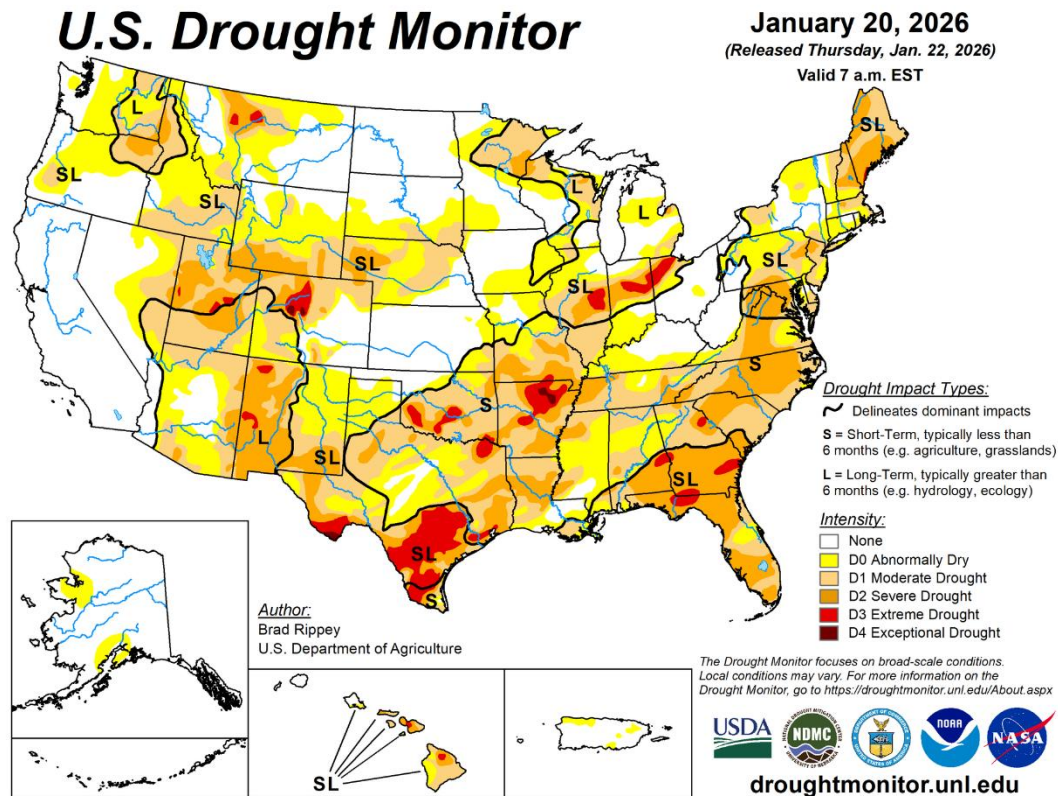 U.S. Drought Monitor
January 20, 2026
(Released Thursday, Jan. 22, 2026)
Valid 7 a.m. EST
L
SL
SL
SL
L
L
SL
SL
SL
S
S
L
SL
SL
SL
S
SL
Drought Impact Types:
Delineates dominant impacts
S = Short-Term, typically less than
6 months (e.g. agriculture, grasslands)
L = Long-Term, typically greater than
6 months (e.g. hydrology, ecology)
Intensity:
None
D0 Abnormally Dry
D1 Moderate Drought
D2 Severe Drought
D3 Extreme Drought
D4 Exceptional Drought
Author:
Brad Rippey
U.S. Department of Agriculture
The Drought Monitor focuses on broad-scale conditions.
Local conditions may vary. For more information on the
Drought Monitor, go to https://droughtmonitor.unl.edu/About.aspx
USDA
NDMC
NOAA
NASA
droughtmonitor.unl.edu